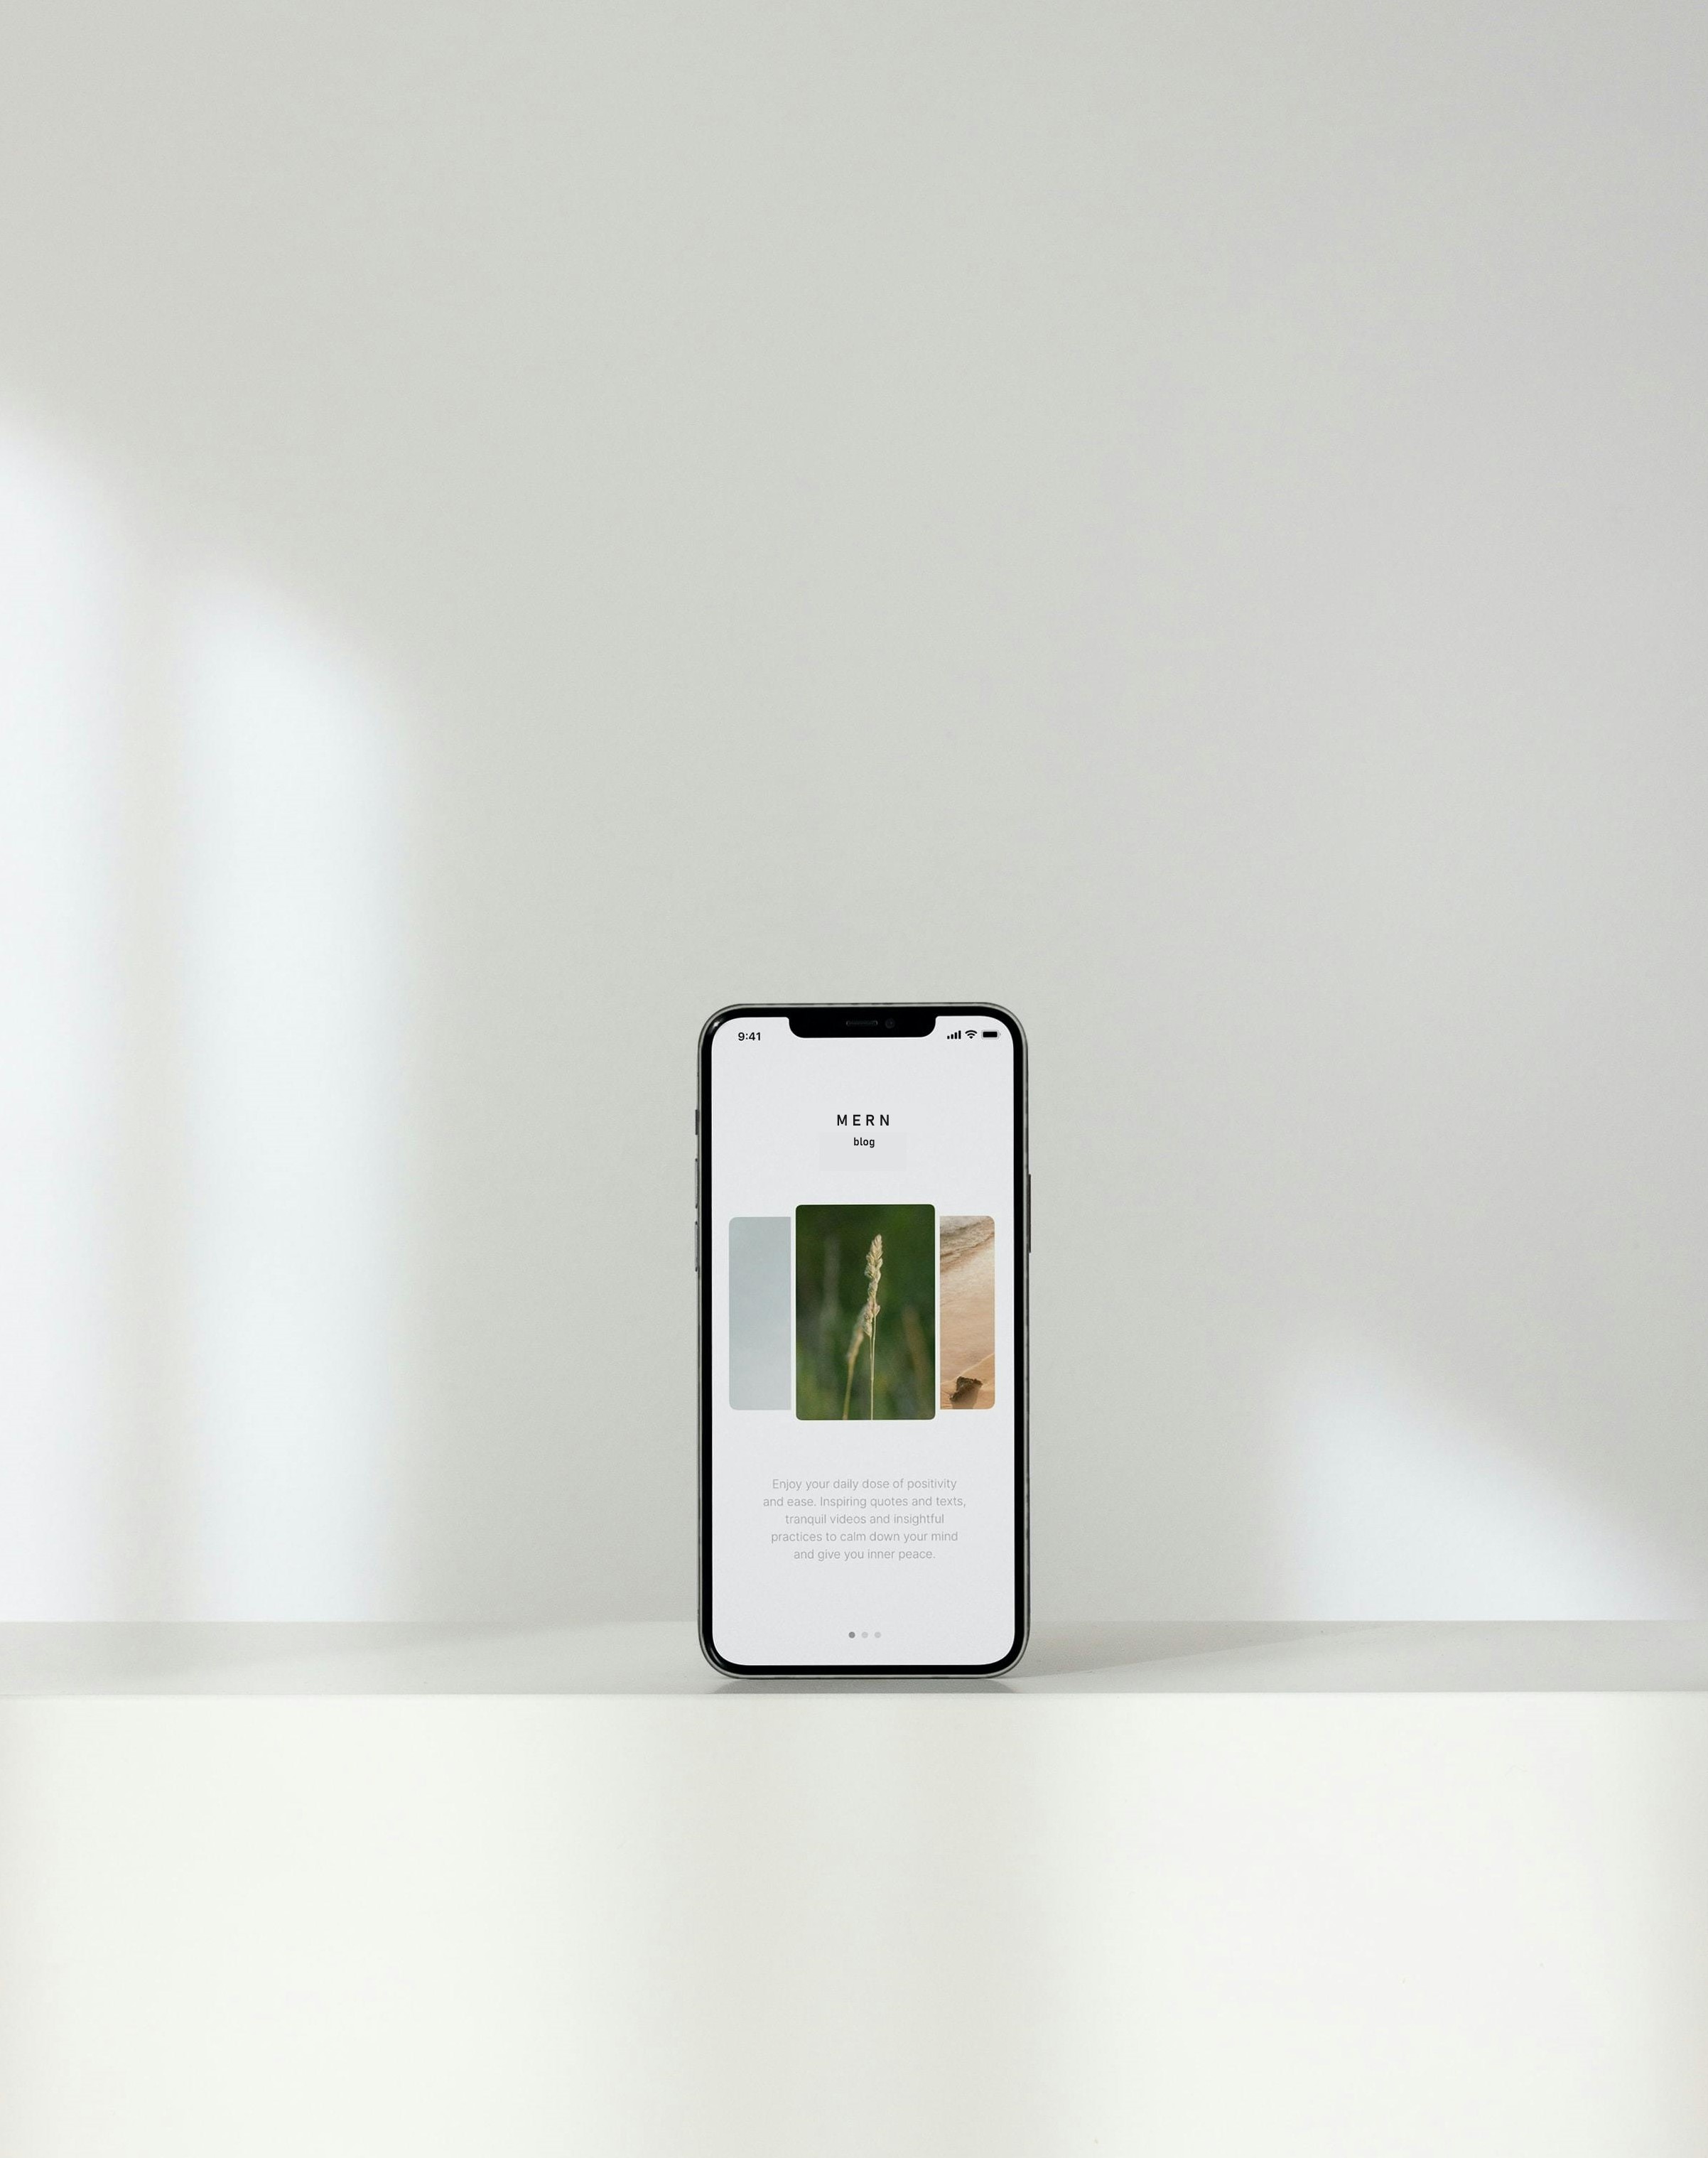 9:41
MERN
blog
Enjoy your daily dose of positivity
and ease. Inspiring quotes and texts,
tranquil videos and insightful
practices to calm down your mind
and give you inner peace.